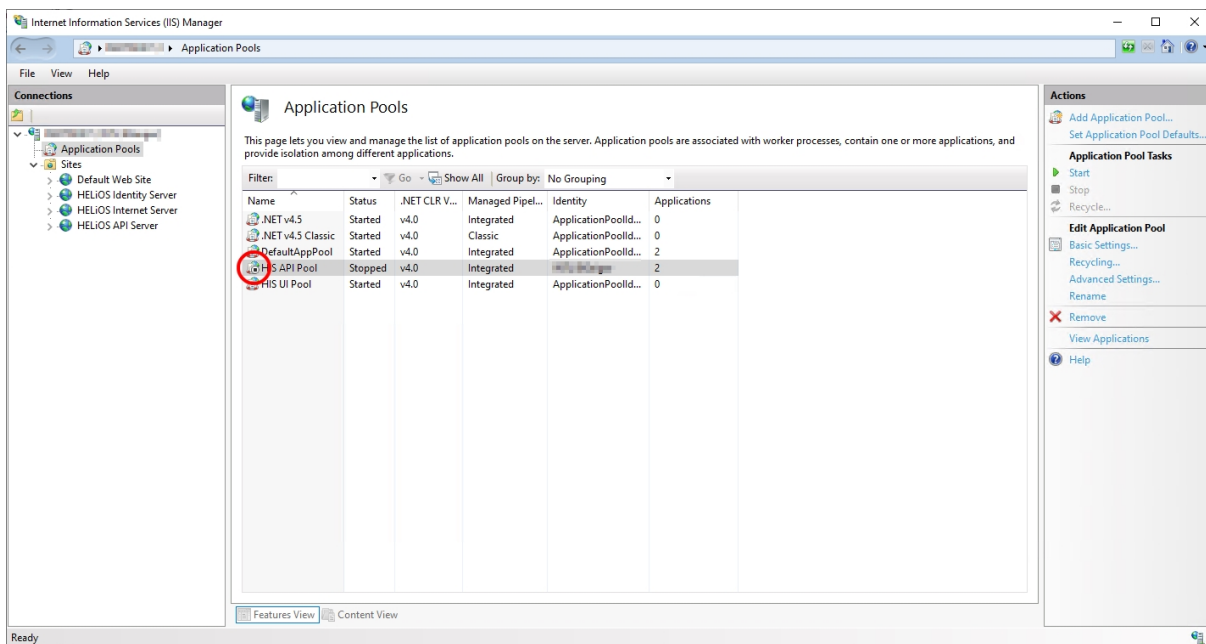 Internet Information Services (IIS) Manager
Application Pools
File View Help
Connections
Application Pools
Sites
Default Web Site
HELiOS Identity Server
HELiOS Internet Server
HELiOS API Server
Application Pools
This page lets you view and manage the list of application pools on the server. Application pools are associated with worker processes, contain one or more applications, and
provide isolation among different applications.
Filter: Go Show All Group by: No Grouping
Name Status .NET CLR V... Managed Pipel... Identity Applications
.NET v4.5 Started v4.0 Integrated ApplicationPoolId... 0
.NET v4.5 Classic Started v4.0 Classic ApplicationPoolId... 0
DefaultAppPool Started v4.0 Integrated ApplicationPoolId... 2
HIS API Pool Stopped v4.0 Integrated 2
HIS UI Pool Started v4.0 Integrated ApplicationPoolId... 0
Features View Content View
Actions
Add Application Pool...
Set Application Pool Defaults...
Application Pool Tasks
Start
Stop
Recycle...
Edit Application Pool
Basic Settings...
Recycling...
Advanced Settings...
Rename
Remove
View Applications
Help
Ready